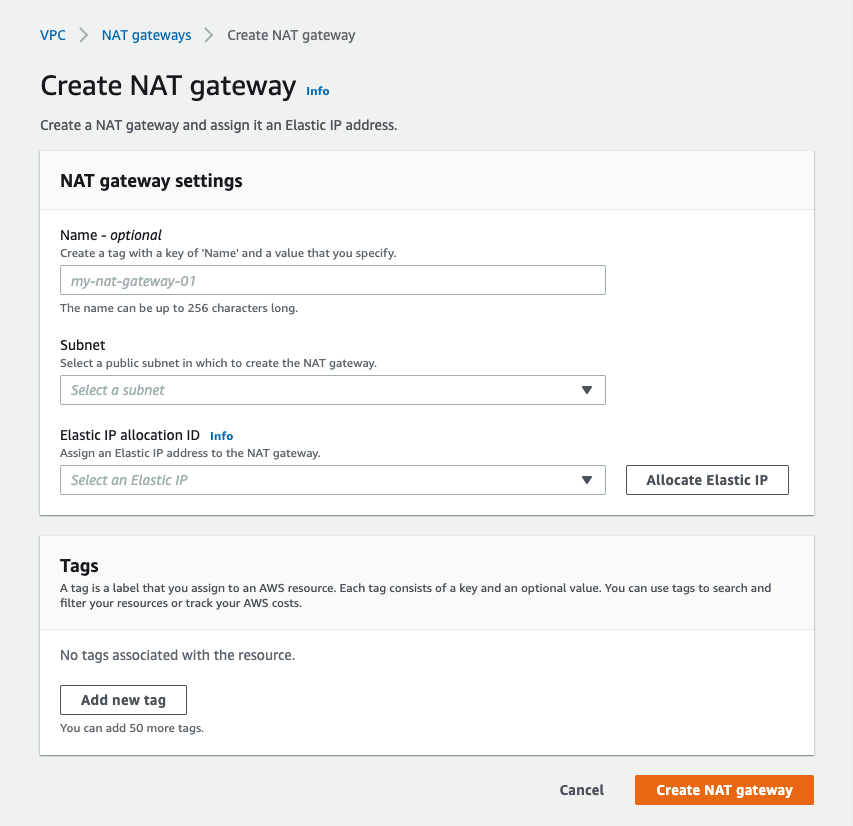 VPC > NAT gateways > Create NAT gateway
Create NAT gateway Info
Create a NAT gateway and assign it an Elastic IP address.
NAT gateway settings
Name - optional
Create a tag with a key of 'Name' and a value that you specify.
my-nat-gateway-01
The name can be up to 256 characters long.
Subnet
Select a public subnet in which to create the NAT gateway.
Select a subnet
Elastic IP allocation ID Info
Assign an Elastic IP address to the NAT gateway.
Select an Elastic IP
Allocate Elastic IP
Tags
A tag is a label that you assign to an AWS resource. Each tag consists of a key and an optional value. You can use tags to search and
filter your resources or track your AWS costs.
No tags associated with the resource.
Add new tag
You can add 50 more tags.
Cancel
Create NAT gateway